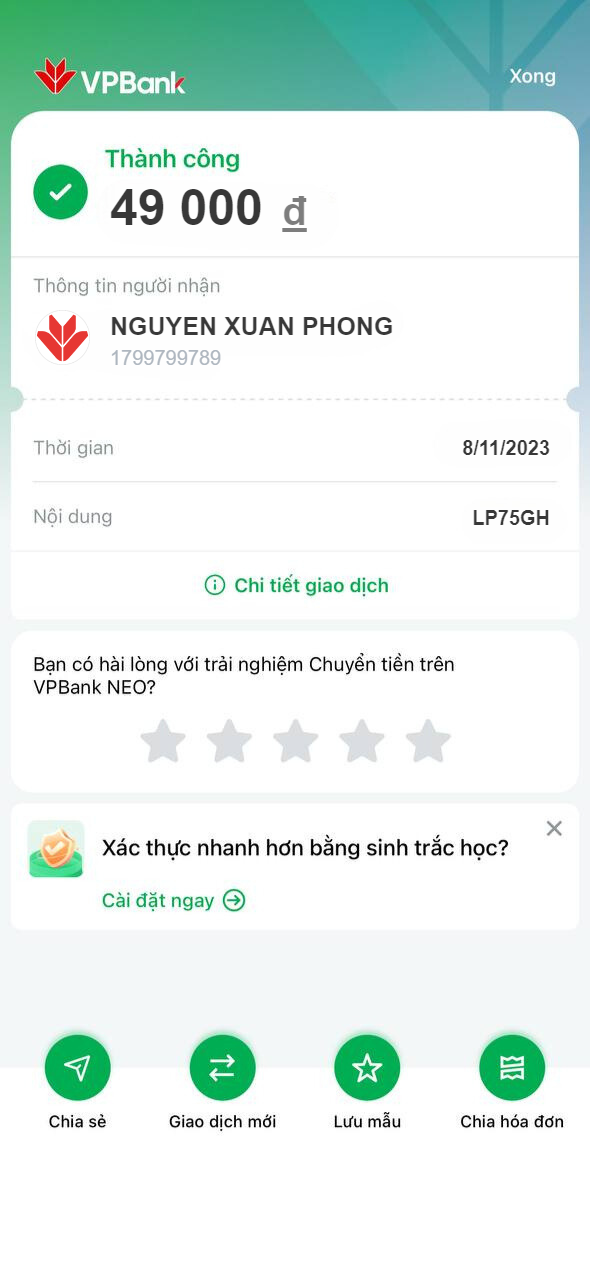 VPBank
Xong
Thành công
49 000 đ
Thông tin người nhận
NGUYEN XUAN PHONG
1799799789
Thời gian
8/11/2023
Nội dung
LP75GH
Chi tiết giao dịch
Bạn có hài lòng với trải nghiệm Chuyển tiền trên
VPBank NEO?
Xác thực nhanh hơn bằng sinh trắc học?
Cài đặt ngay
Chia sẻ
Giao dịch mới
Lưu mẫu
Chia hóa đơn